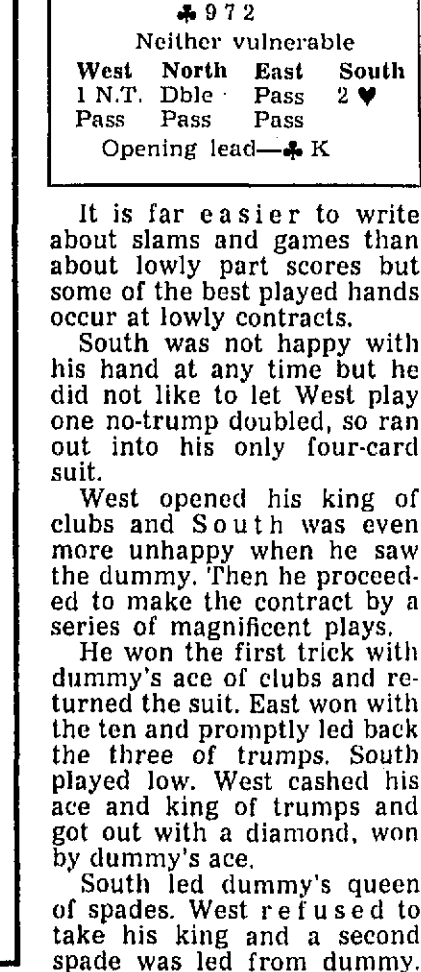 ♣ 9 7 2
Neither vulnerable
West North East South
1 N.T. Dble Pass 2 ♥
Pass Pass Pass
Opening lead—♣ K
It is far easier to write
about slams and games than
about lowly part scores but
some of the best played hands
occur at lowly contracts.
South was not happy with
his hand at any time but he
did not like to let West play
one no-trump doubled, so ran
out into his only four-card
suit.
West opened his king of
clubs and South was even
more unhappy when he saw
the dummy. Then he proceed-
ed to make the contract by a
series of magnificent plays.
He won the first trick with
dummy's ace of clubs and re-
turned the suit. East won with
the ten and promptly led back
the three of trumps. South
played low. West cashed his
ace and king of trumps and
got out with a diamond, won
by dummy's ace.
South led dummy's queen
of spades. West refused to
take his king and a second
spade was led from dummy.